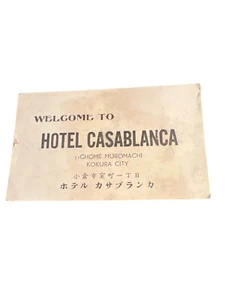 WELCOME TO
HOTEL CASABLANCA
1-CHOME MUROMACHI
KOKURA CITY
小倉市室町一丁目
ホテル カサブランカ